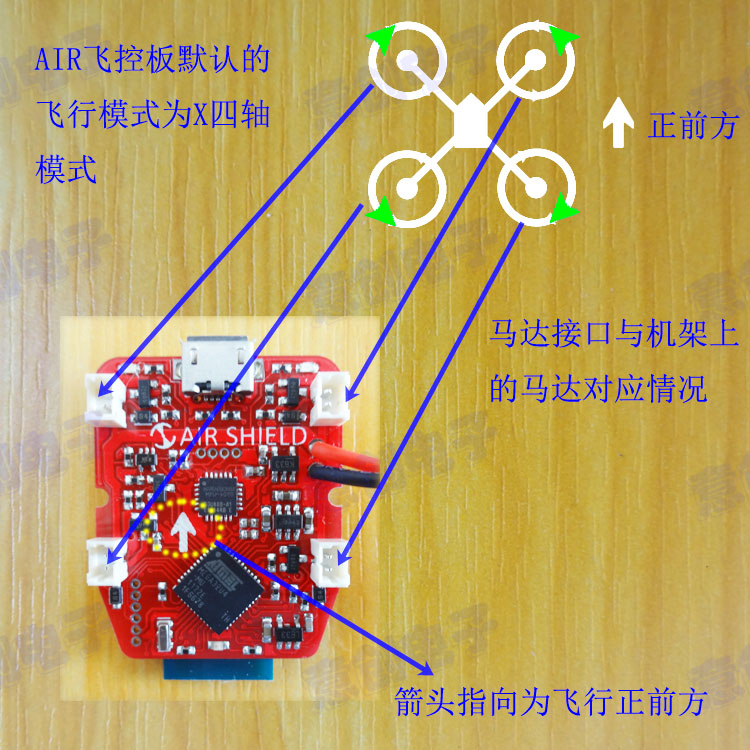 AIR飞控板默认的
飞行模式为X四轴
模式
正前方
马达接口与机架上
的马达对应情况
AIR SHIELD
ATMEL
箭头指向为飞行正前方